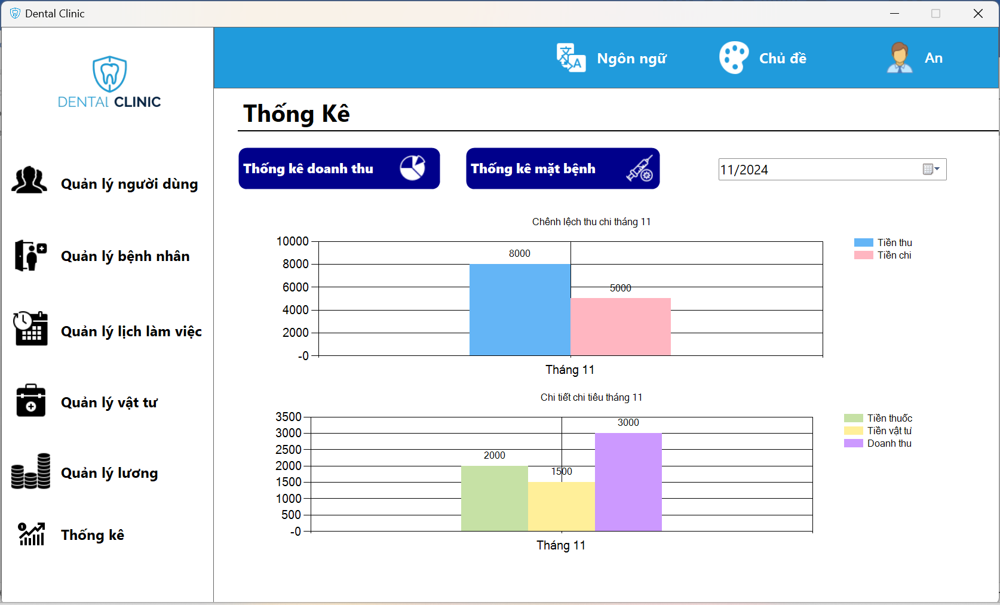 Dental Clinic
DENTAL CLINIC
Ngôn ngữ
Chủ đề
An
Thống Kê
Thống kê doanh thu
Thống kê mặt bệnh
11/2024
Quản lý người dùng
Quản lý bệnh nhân
Quản lý lịch làm việc
Quản lý vật tư
Quản lý lương
Thống kê
Chênh lệch thu chi tháng 11
10000
8000
6000
4000
2000
-0
8000
5000
Tháng 11
Tiền thu
Tiền chi
Chi tiết chi tiêu tháng 11
3500
3000
2500
2000
1500
1000
500
-0
2000
1500
3000
Tháng 11
Tiền thuốc
Tiền vật tư
Doanh thu